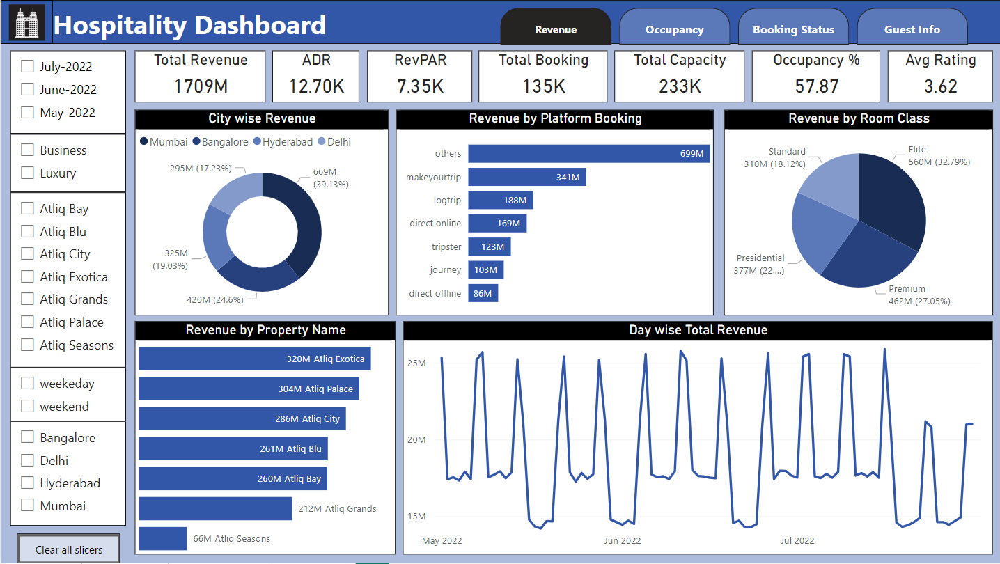 Hospitality Dashboard
Revenue
Occupancy
Booking Status
Guest Info
July-2022
June-2022
May-2022
Business
Luxury
Atliq Bay
Atliq Blu
Atliq City
Atliq Exotica
Atliq Grands
Atliq Palace
Atliq Seasons
weekeday
weekend
Bangalore
Delhi
Hyderabad
Mumbai
Clear all slicers
Total Revenue
1709M
ADR
12.70K
RevPAR
7.35K
Total Booking
135K
Total Capacity
233K
Occupancy %
57.87
Avg Rating
3.62
City wise Revenue
Mumbai Bangalore Hyderabad Delhi
295M (17.23%)
669M
(39.13%)
325M
(19.03%)
420M (24.6%)
Revenue by Platform Booking
others 699M
makeyourtrip 341M
logtrip 188M
direct online 169M
tripster 123M
journey 103M
direct offline 86M
Revenue by Room Class
Standard
310M (18.12%)
Elite
560M (32.79%)
Presidential
377M (22....)
Premium
462M (27.05%)
Revenue by Property Name
320M Atliq Exotica
304M Atliq Palace
286M Atliq City
261M Atliq Blu
260M Atliq Bay
212M Atliq Grands
66M Atliq Seasons
Day wise Total Revenue
25M
20M
15M
May 2022
Jun 2022
Jul 2022